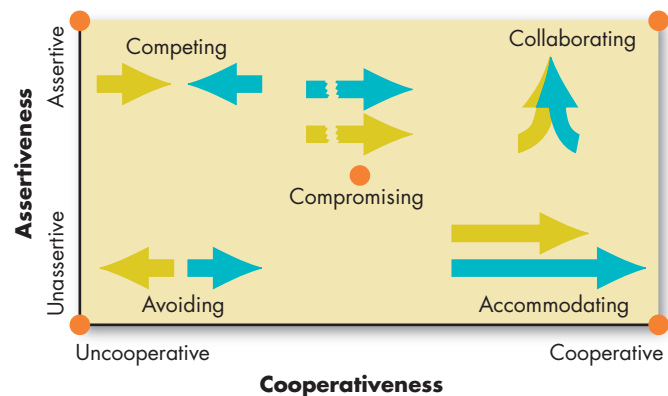 Competing
Collaborating
Assertive
Assertiveness
Compromising
Unassertive
Avoiding
Accommodating
Uncooperative
Cooperative
Cooperativeness